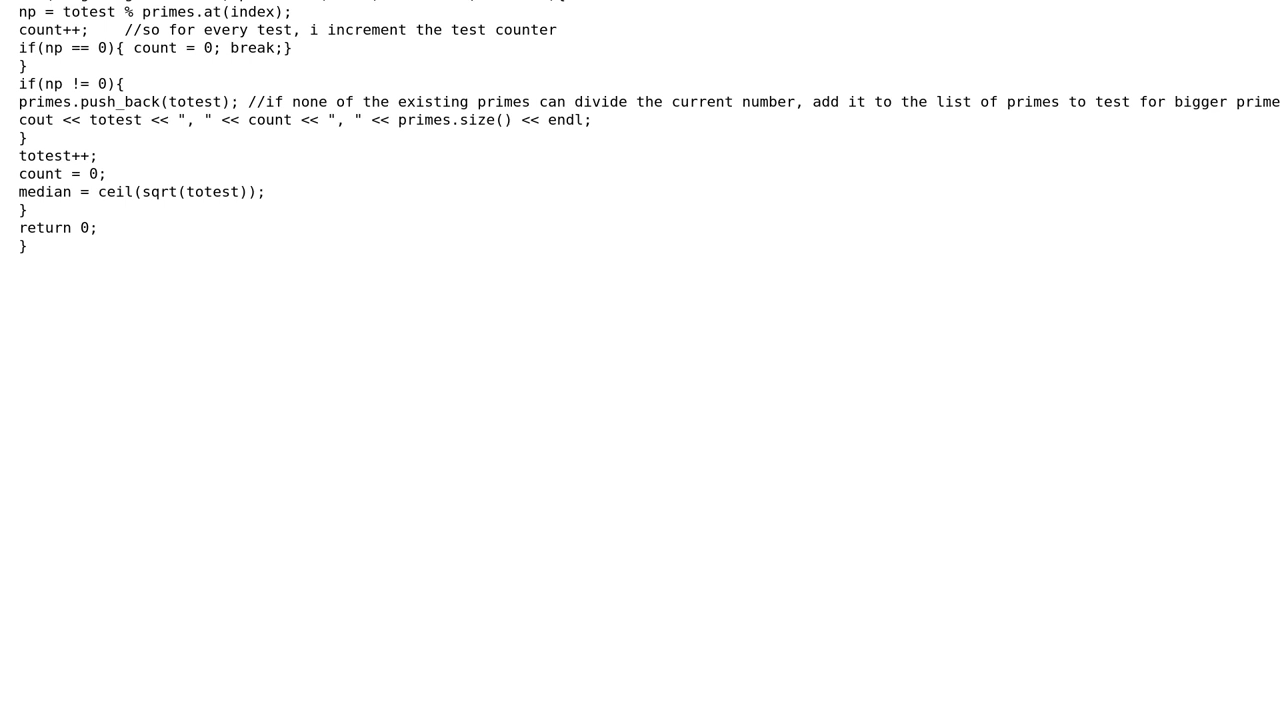 np = totest % primes.at(index);
count++;    //so for every test, i increment the test counter
if(np == 0){ count = 0; break;}
}
if(np != 0){
primes.push_back(totest); //if none of the existing primes can divide the current number, add it to the list of primes to test for bigger prime
cout << totest << ", " << count << ", " << primes.size() << endl;
}
totest++;
count = 0;
median = ceil(sqrt(totest));
}
return 0;
}